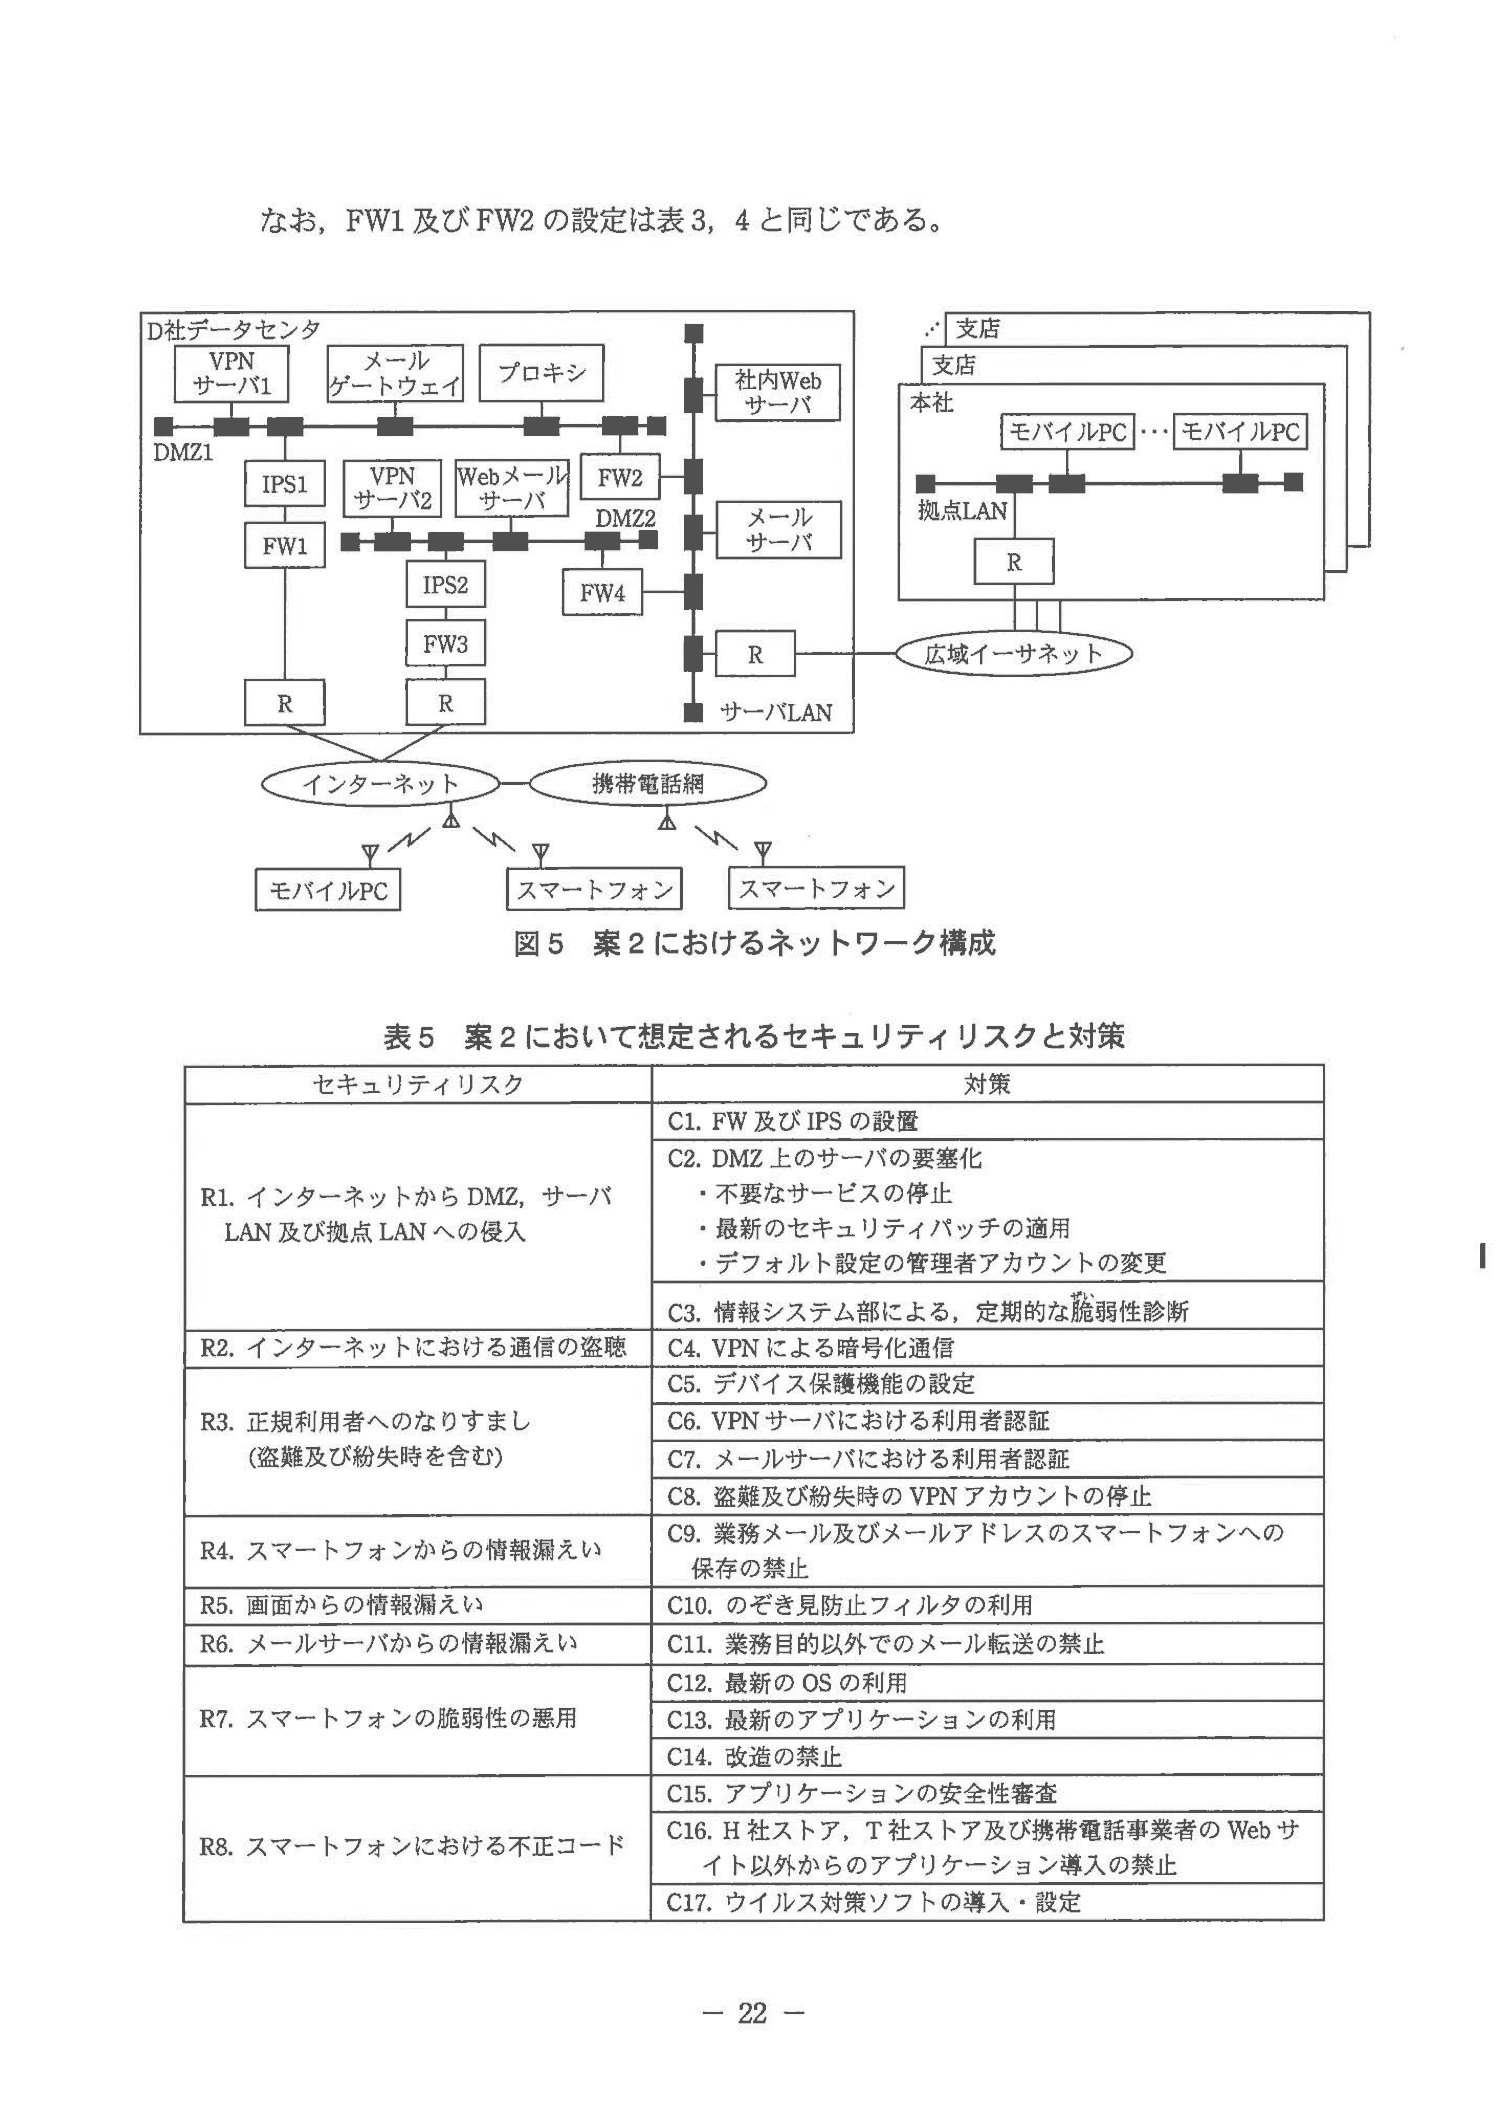 なお，FW1 及び FW2 の設定は表 3，4 と同じである。
D社データセンタ
VPN
サーバ1
メール
ゲートウェイ
プロキシ
DMZ1
IPS1
FW1
R
VPN
サーバ2
Webメール
サーバ
FW2
DMZ2
IPS2
FW3
R
FW4
社内Web
サーバ
メール
サーバ
R
サーバLAN
支店
支店
本社
モバイルPC
…
モバイルPC
拠点LAN
R
広域イーサネット
インターネット
携帯電話網
モバイルPC
スマートフォン
スマートフォン
図 5　案 2 におけるネットワーク構成
表 5　案 2 において想定されるセキュリティリスクと対策
セキュリティリスク
対策
R1. インターネットから DMZ，サーバ
LAN 及び拠点 LAN への侵入
C1. FW 及び IPS の設置
C2. DMZ 上のサーバの要塞化
・不要なサービスの停止
・最新のセキュリティパッチの適用
・デフォルト設定の管理者アカウントの変更
ぜい
C3. 情報システム部による，定期的な脆弱性診断
R2. インターネットにおける通信の盗聴
C4. VPN による暗号化通信
R3. 正規利用者へのなりすまし
(盗難及び紛失時を含む)
C5. デバイス保護機能の設定
C6. VPN サーバにおける利用者認証
C7. メールサーバにおける利用者認証
C8. 盗難及び紛失時の VPN アカウントの停止
R4. スマートフォンからの情報漏えい
C9. 業務メール及びメールアドレスのスマートフォンへの
保存の禁止
R5. 画面からの情報漏えい
C10. のぞき見防止フィルタの利用
R6. メールサーバからの情報漏えい
C11. 業務目的以外でのメール転送の禁止
R7. スマートフォンの脆弱性の悪用
C12. 最新の OS の利用
C13. 最新のアプリケーションの利用
C14. 改造の禁止
R8. スマートフォンにおける不正コード
C15. アプリケーションの安全性審査
C16. H 社ストア，T 社ストア及び携帯電話事業者の Web サ
イト以外からのアプリケーション導入の禁止
C17. ウイルス対策ソフトの導入・設定
－ 22 －